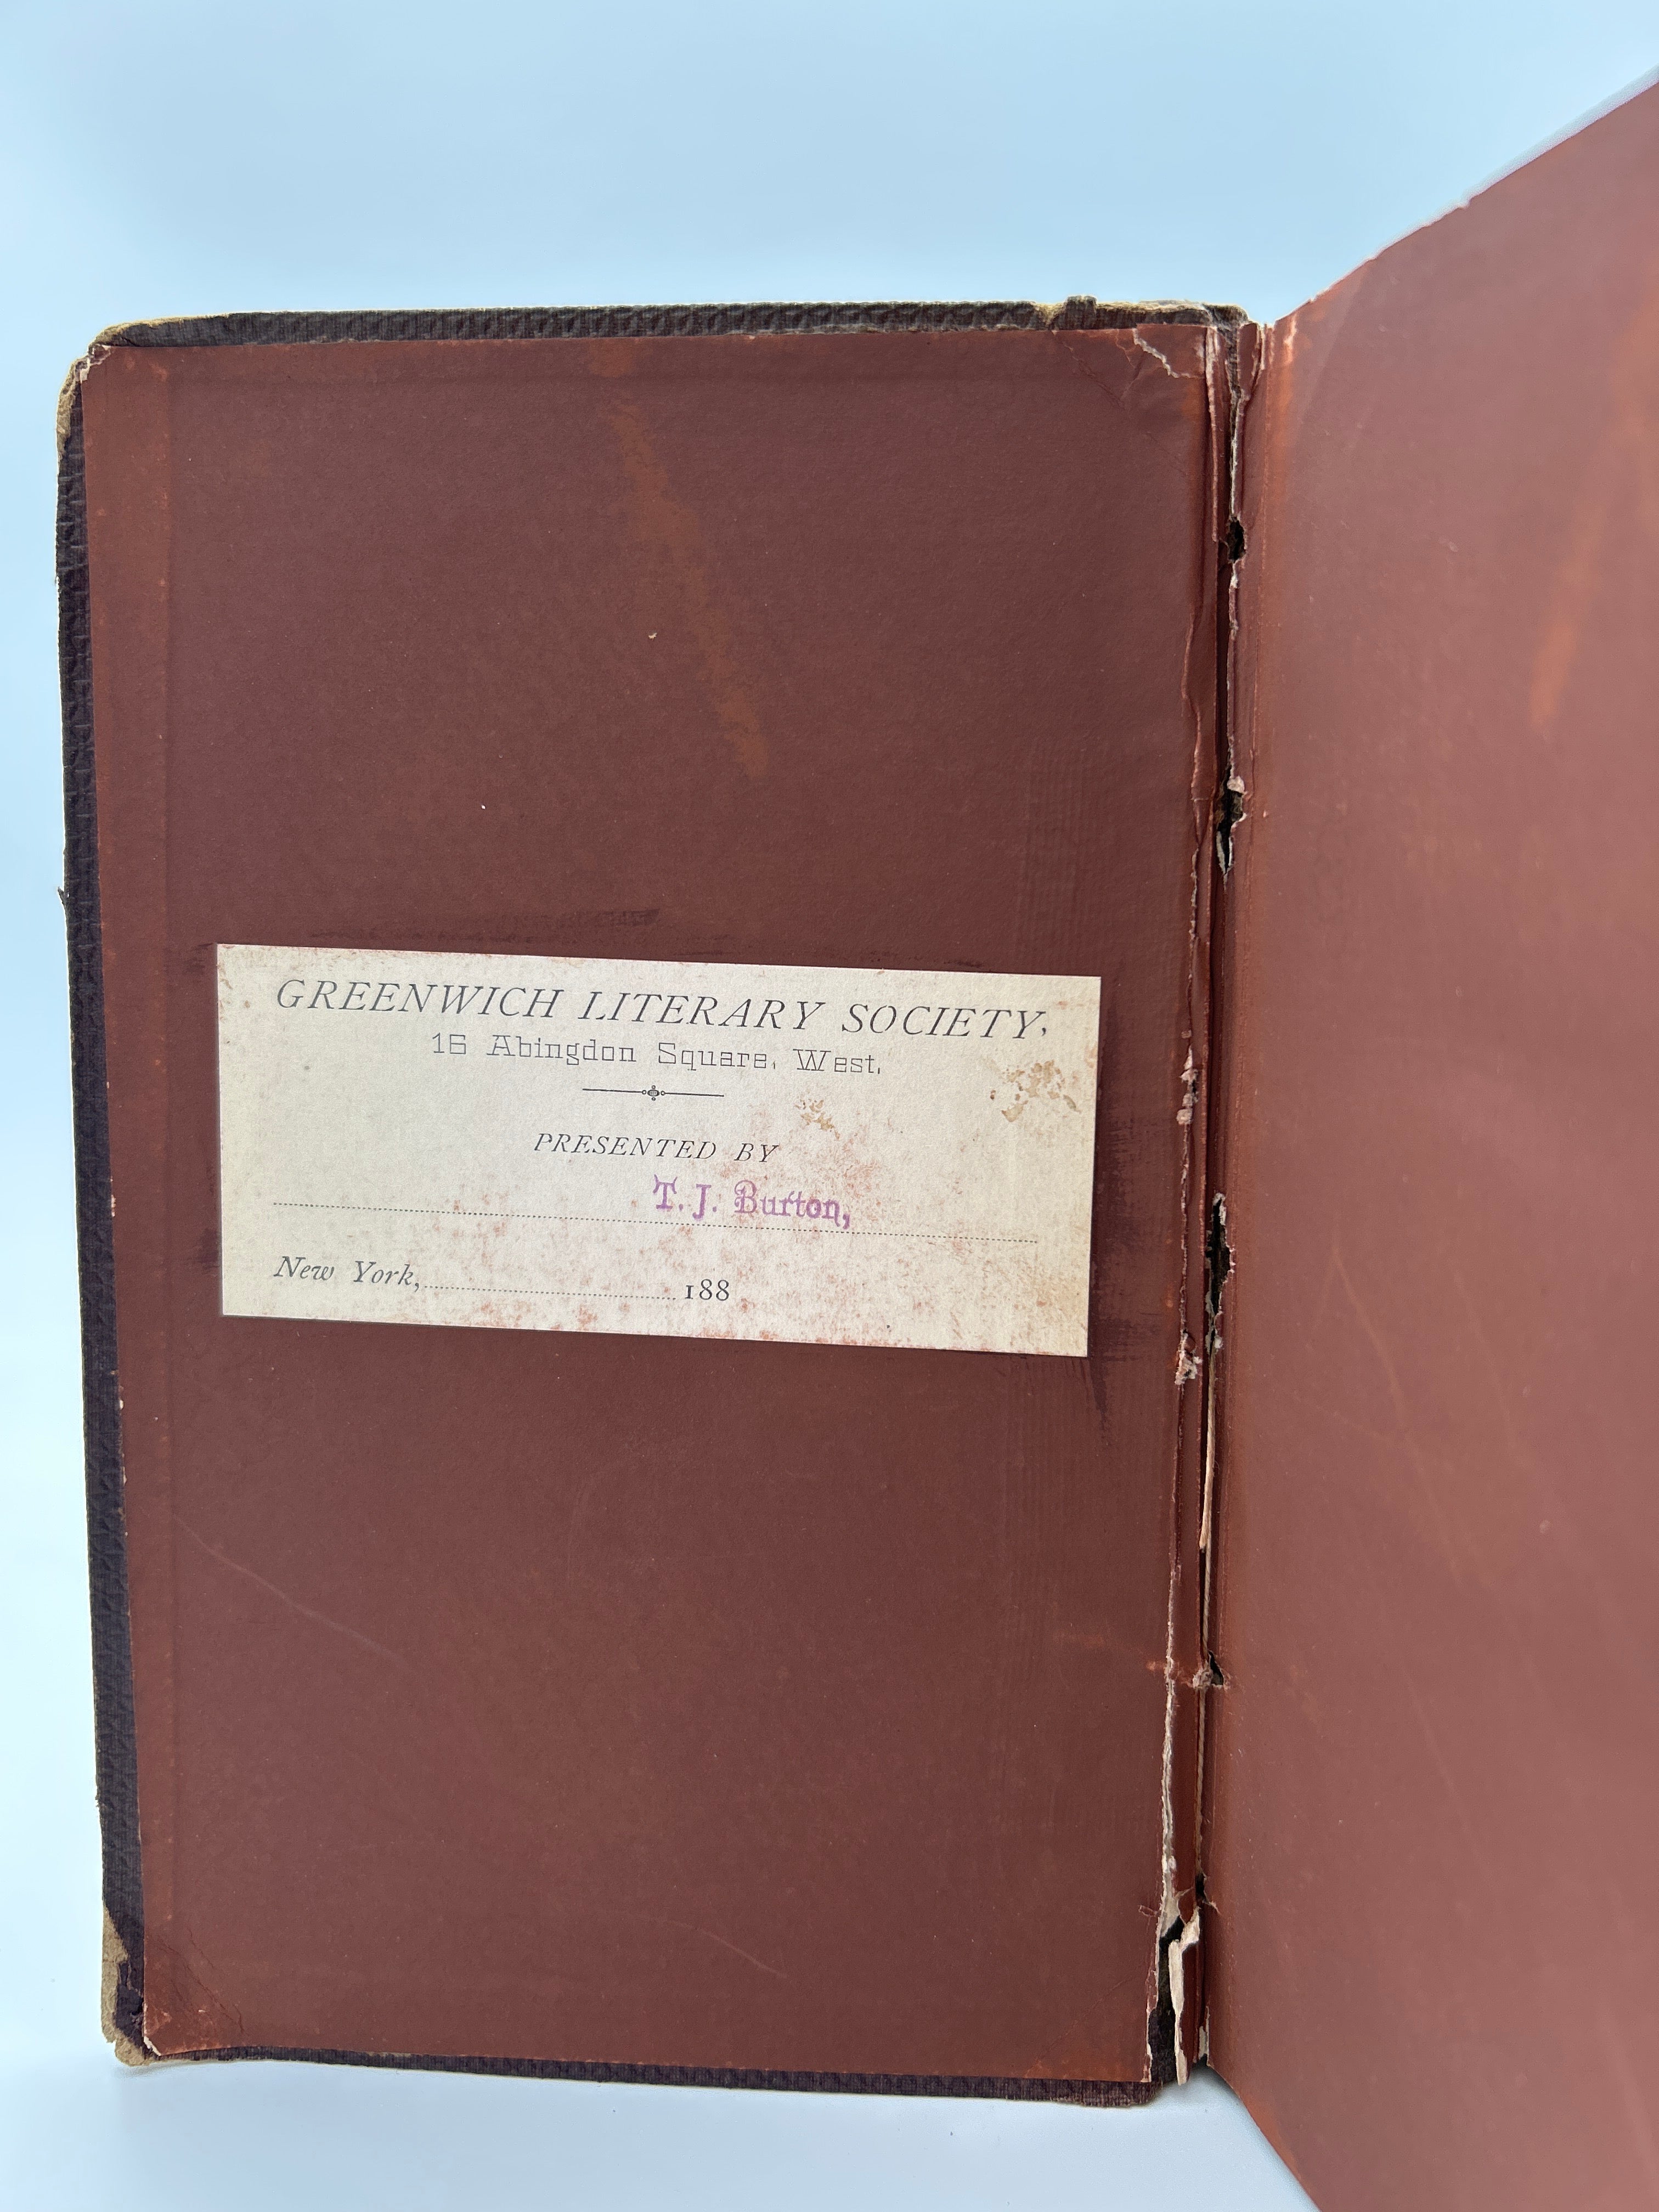 GREENWICH LITERARY SOCIETY,
16 Abingdon Square, West,
PRESENTED BY
T. J. Burton,
New York, 188